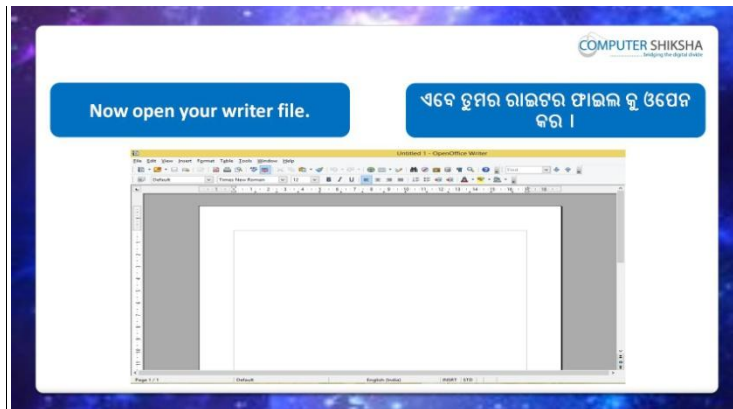 COMPUTER SHIKSHA
bridging the digital divide
Now open your writer file.
ଏବେ ତୁମର ରାଇଟର ଫାଇଲ କୁ ଓପେନ
କର ।
Untitled 1 - OpenOffice Writer
File Edit View Insert Format Table Tools Window Help
Default Times New Roman 12
Page 1 / 1 Default English (India) INSRT STD